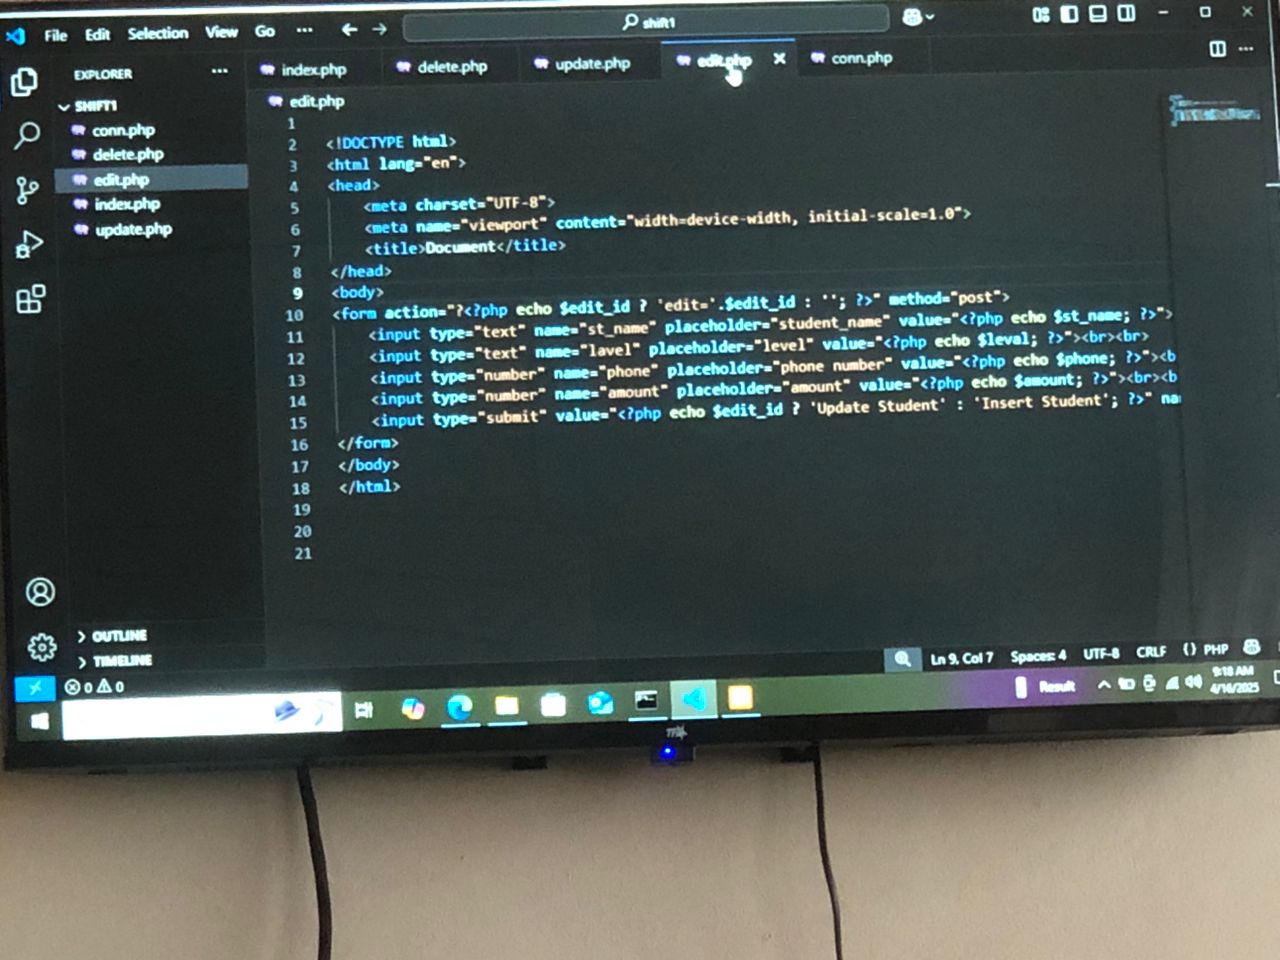 File Edit Selection View Go ··· ← → shift1
EXPLORER ···
index.php delete.php update.php edit.php × conn.php ···
SHIFT1
conn.php
delete.php
edit.php
index.php
update.php
edit.php
1
2 <!DOCTYPE html>
3 <html lang="en">
4 <head>
5 <meta charset="UTF-8">
6 <meta name="viewport" content="width=device-width, initial-scale=1.0">
7 <title>Document</title>
8 </head>
9 <body>
10 <form action="?<?php echo $edit_id ? 'edit='.$edit_id : ''; ?>" method="post">
11 <input type="text" name="st_name" placeholder="student_name" value="<?php echo $st_name; ?>">
12 <input type="text" name="lavel" placeholder="level" value="<?php echo $leval; ?>"><br><br>
13 <input type="number" name="phone" placeholder="phone number" value="<?php echo $phone; ?>"><b
14 <input type="number" name="amount" placeholder="amount" value="<?php echo $amount; ?>"><br><b
15 <input type="submit" value="<?php echo $edit_id ? 'Update Student' : 'Insert Student'; ?>" na
16 </form>
17 </body>
18 </html>
19
20
21
OUTLINE
TIMELINE
0 0
Ln 9, Col 7 Spaces: 4 UTF-8 CRLF {} PHP
Result
9:18 AM
4/16/2025